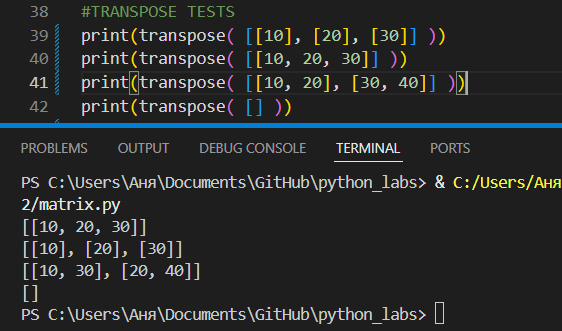 38 #TRANSPOSE TESTS
39 print(transpose( [[10], [20], [30]] ))
40 print(transpose( [[10, 20, 30]] ))
41 print(transpose( [[10, 20], [30, 40]] ))
42 print(transpose( [] ))
PROBLEMS OUTPUT DEBUG CONSOLE TERMINAL PORTS
PS C:\Users\Аня\Documents\GitHub\python_labs> & C:/Users/Аня
2/matrix.py
[[10, 20, 30]]
[[10], [20], [30]]
[[10, 30], [20, 40]]
[]
PS C:\Users\Аня\Documents\GitHub\python_labs>